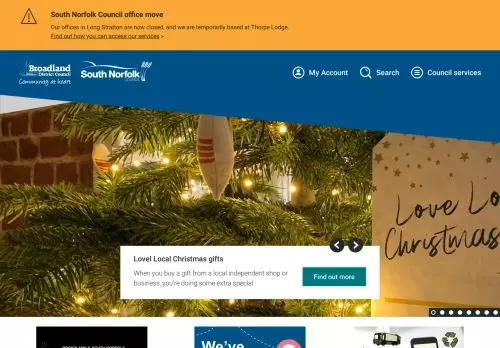 South Norfolk Council office move
Our offices in Long Stratton are now closed, and we are temporarily based at Thorpe Lodge.
Find out how you can access our services >
Broadland
District Council
Community at heart
South Norfolk
COUNCIL
My Account
Search
Council services
Love Lo
Christmas
Lovel Local Christmas gifts
When you buy a gift from a local independent shop or
business, you're doing some extra special
Find out more
We've